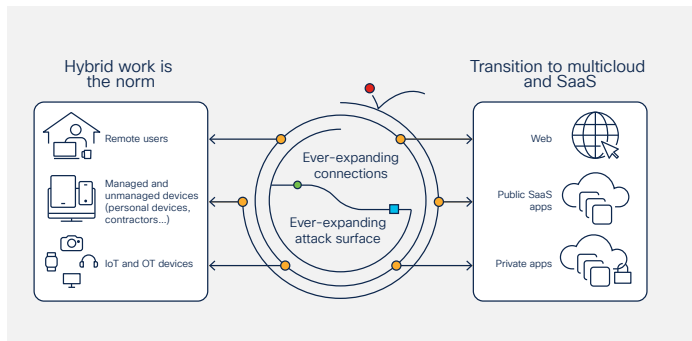 Hybrid work is
the norm
Remote users
Managed and
unmanaged devices
(personal devices,
contractors...)
IoT and OT devices
Ever-expanding
connections
Ever-expanding
attack surface
Transition to multicloud
and SaaS
Web
Public SaaS
apps
Private apps